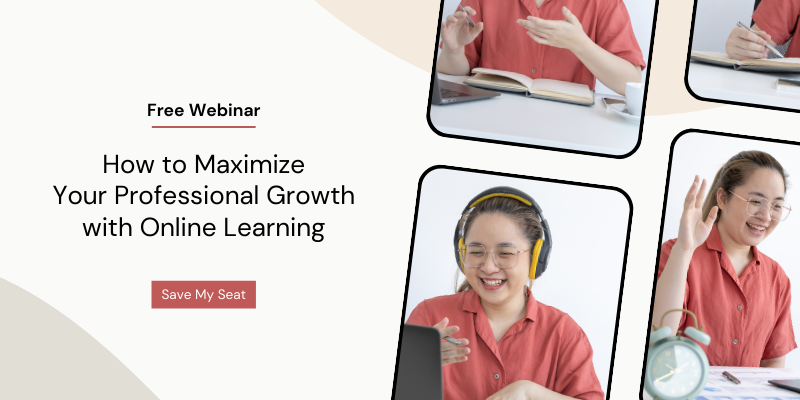 Free Webinar
How to Maximize
Your Professional Growth
with Online Learning
Save My Seat